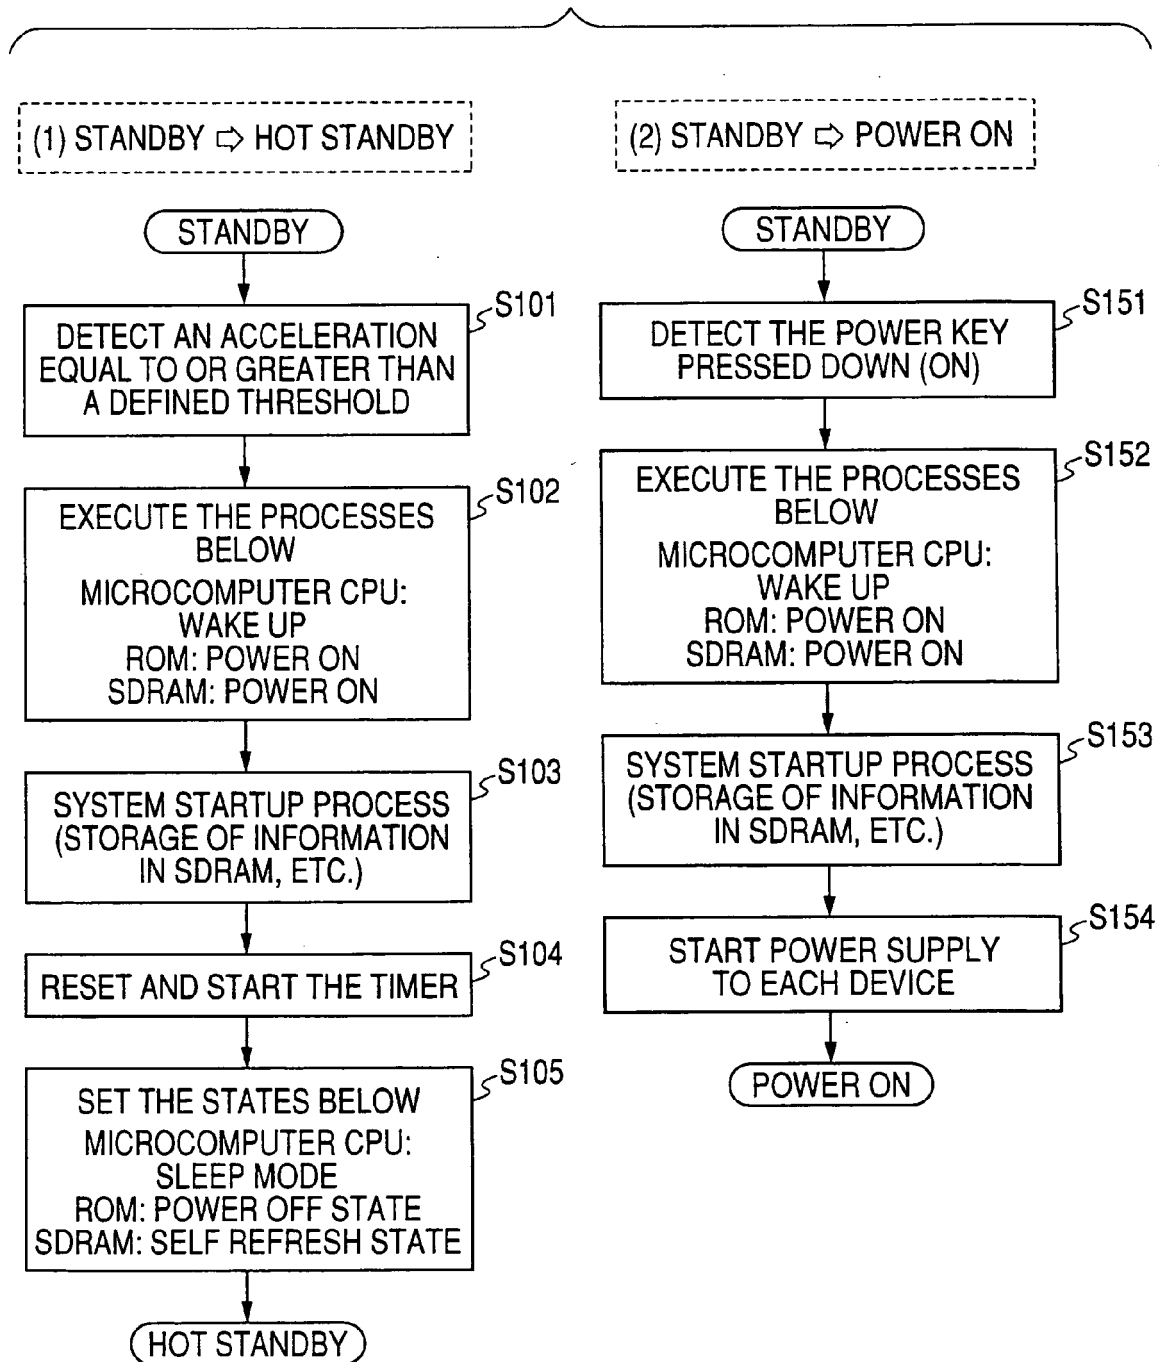 (1) STANDBY ⇨ HOT STANDBY
STANDBY
S101
DETECT AN ACCELERATION
EQUAL TO OR GREATER THAN
A DEFINED THRESHOLD
S102
EXECUTE THE PROCESSES
BELOW
MICROCOMPUTER CPU:
WAKE UP
ROM: POWER ON
SDRAM: POWER ON
S103
SYSTEM STARTUP PROCESS
(STORAGE OF INFORMATION
IN SDRAM, ETC.)
S104
RESET AND START THE TIMER
S105
SET THE STATES BELOW
MICROCOMPUTER CPU:
SLEEP MODE
ROM: POWER OFF STATE
SDRAM: SELF REFRESH STATE
HOT STANDBY
(2) STANDBY ⇨ POWER ON
STANDBY
S151
DETECT THE POWER KEY
PRESSED DOWN (ON)
S152
EXECUTE THE PROCESSES
BELOW
MICROCOMPUTER CPU:
WAKE UP
ROM: POWER ON
SDRAM: POWER ON
S153
SYSTEM STARTUP PROCESS
(STORAGE OF INFORMATION
IN SDRAM, ETC.)
S154
START POWER SUPPLY
TO EACH DEVICE
POWER ON